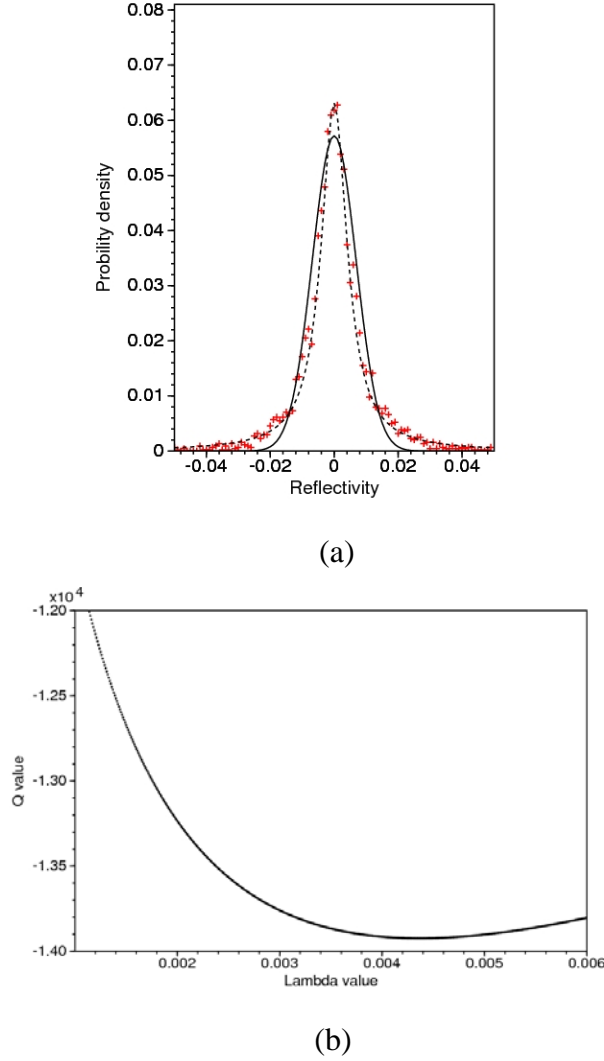 0.08
0.07
0.06
0.05
0.04
0.03
0.02
0.01
0
Probility density
-0.04 -0.02 0 0.02 0.04
Reflectivity
(a)
x10⁴
-1.20
-1.25
-1.30
-1.35
-1.40
Q value
0.002 0.003 0.004 0.005 0.006
Lambda value
(b)